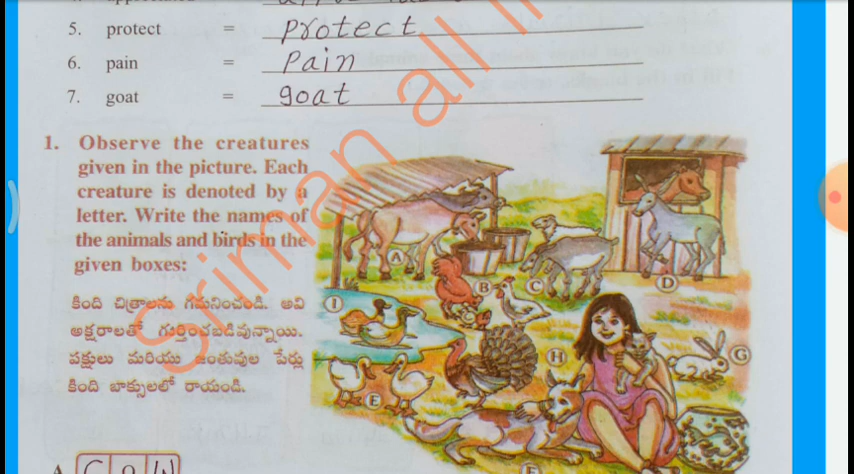 5. protect = protect
6. pain = Pain
7. goat = goat
1. Observe the creatures
given in the picture. Each
creature is denoted by a
letter. Write the names of
the animals and birds in the
given boxes:
కింది చిత్రాలను గమనించండి. అవి
అక్షరాలతో గుర్తించబడివున్నాయి.
పక్షులు మరియు జంతువుల పేర్లు
కింది బాక్సులలో రాయండి.
A
B
C
D
I
H
G
E
F
Sriman all
A C O W